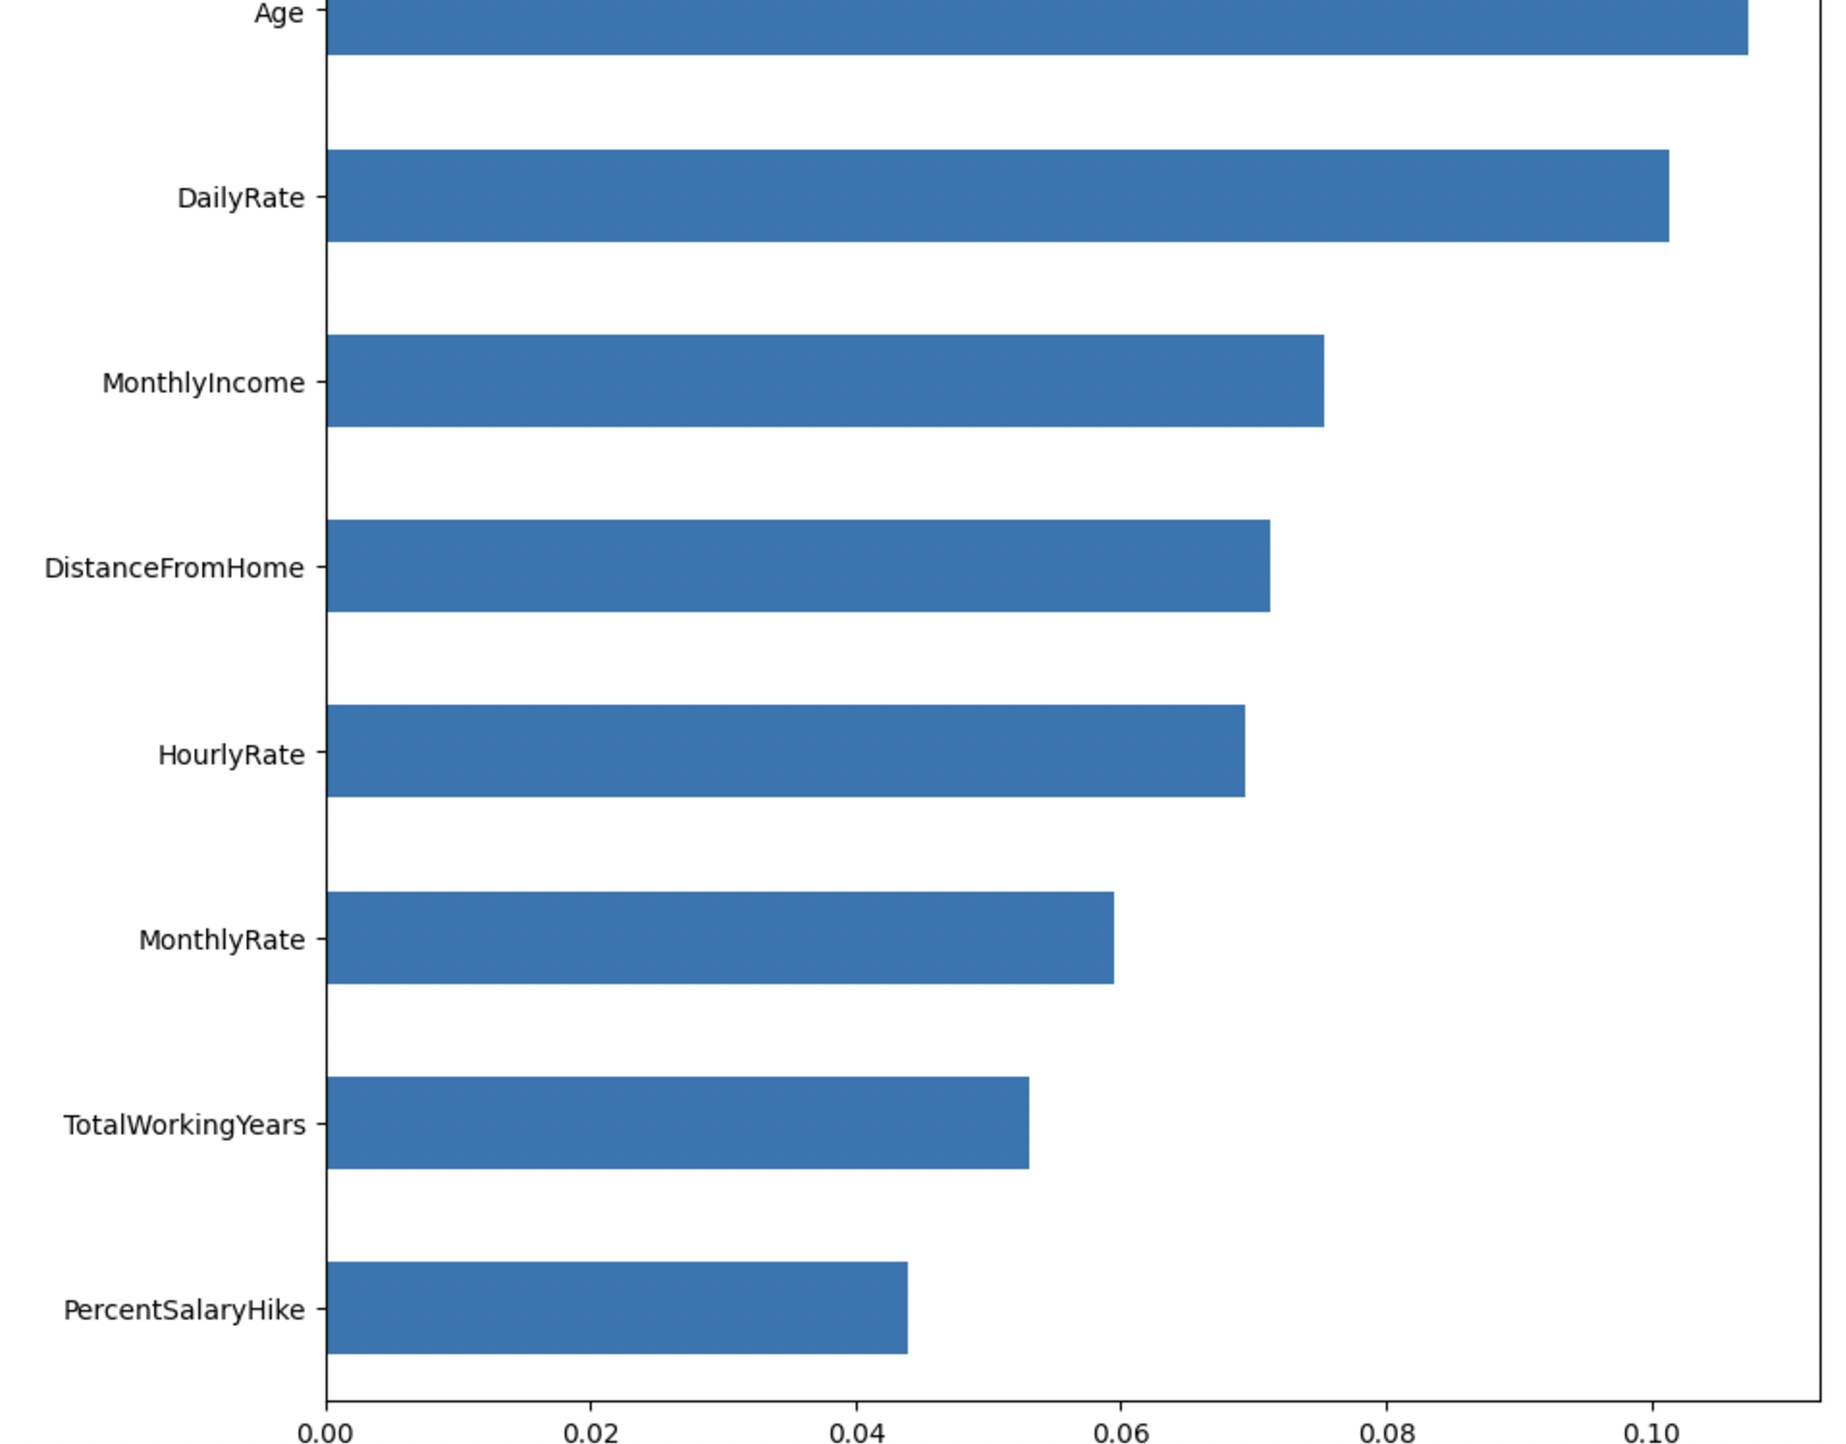 Age
DailyRate
MonthlyIncome
DistanceFromHome
HourlyRate
MonthlyRate
TotalWorkingYears
PercentSalaryHike
0.00 0.02 0.04 0.06 0.08 0.10